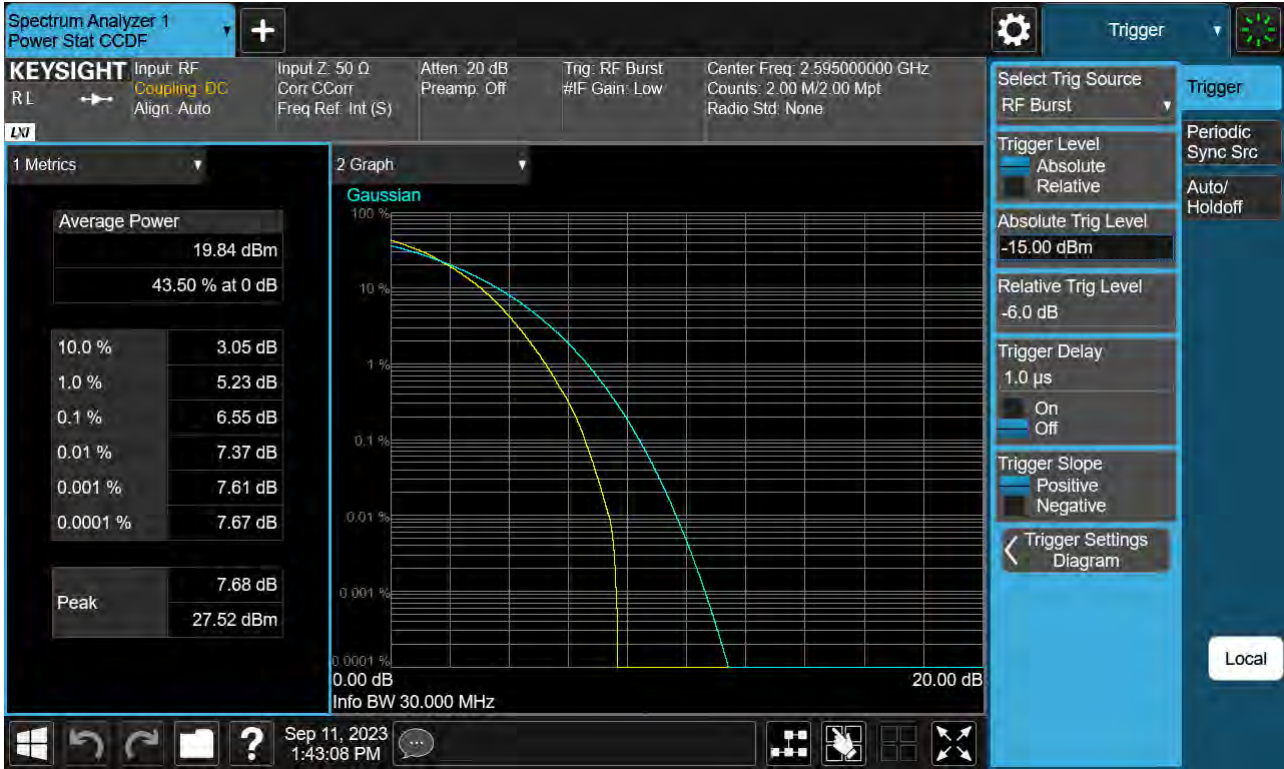 Spectrum Analyzer 1
Power Stat CCDF
+
Trigger
KEYSIGHT
RL
LXI
Input: RF
Coupling: DC
Align: Auto
Input Z: 50 Ω
Corr CCorr
Freq Ref: Int (S)
Atten: 20 dB
Preamp: Off
Trig: RF Burst
#IF Gain: Low
Center Freq: 2.595000000 GHz
Counts: 2.00 M/2.00 Mpt
Radio Std: None
1 Metrics
Average Power
19.84 dBm
43.50 % at 0 dB
10.0 % 3.05 dB
1.0 % 5.23 dB
0.1 % 6.55 dB
0.01 % 7.37 dB
0.001 % 7.61 dB
0.0001 % 7.67 dB
Peak
7.68 dB
27.52 dBm
2 Graph
Gaussian
100 %
10 %
1 %
0.1 %
0.01 %
0.001 %
0.0001 %
0.00 dB 20.00 dB
Info BW 30.000 MHz
Select Trig Source
RF Burst
Trigger Level
Absolute
Relative
Absolute Trig Level
-15.00 dBm
Relative Trig Level
-6.0 dB
Trigger Delay
1.0 µs
On
Off
Trigger Slope
Positive
Negative
Trigger Settings
Diagram
Trigger
Periodic
Sync Src
Auto/
Holdoff
Local
?
Sep 11, 2023
1:43:08 PM